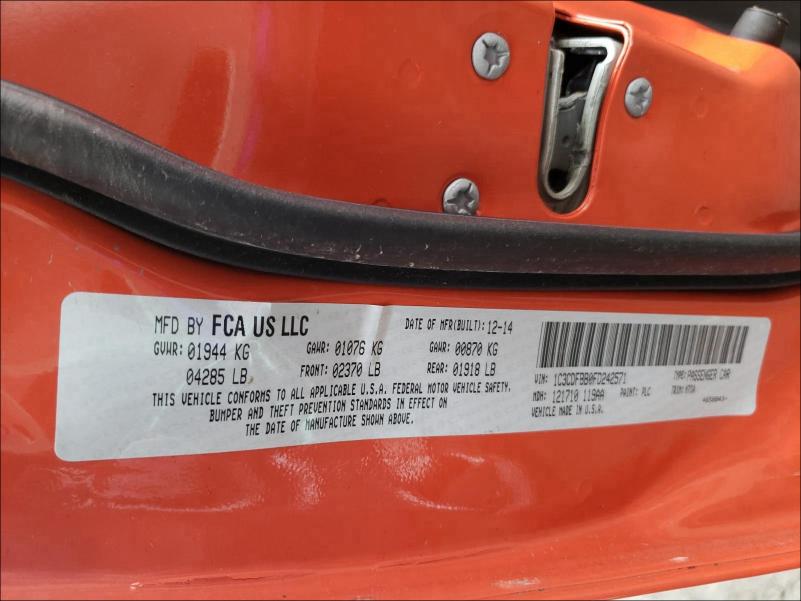 MFD BY FCA US LLC
DATE OF MFR(BUILT): 12-14
GVWR: 01944 KG GAWR: 01076 KG GAWR: 00870 KG
04285 LB FRONT: 02370 LB REAR: 01918 LB
THIS VEHICLE CONFORMS TO ALL APPLICABLE U.S.A. FEDERAL MOTOR VEHICLE SAFETY,
BUMPER AND THEFT PREVENTION STANDARDS IN EFFECT ON
THE DATE OF MANUFACTURE SHOWN ABOVE.
VIN: 1C3CDFBB0FD242571 TYPE: PASSENGER CAR
MDH: 121710 119AA PAINT: PLC TRIM:
VEHICLE MADE IN U.S.A.